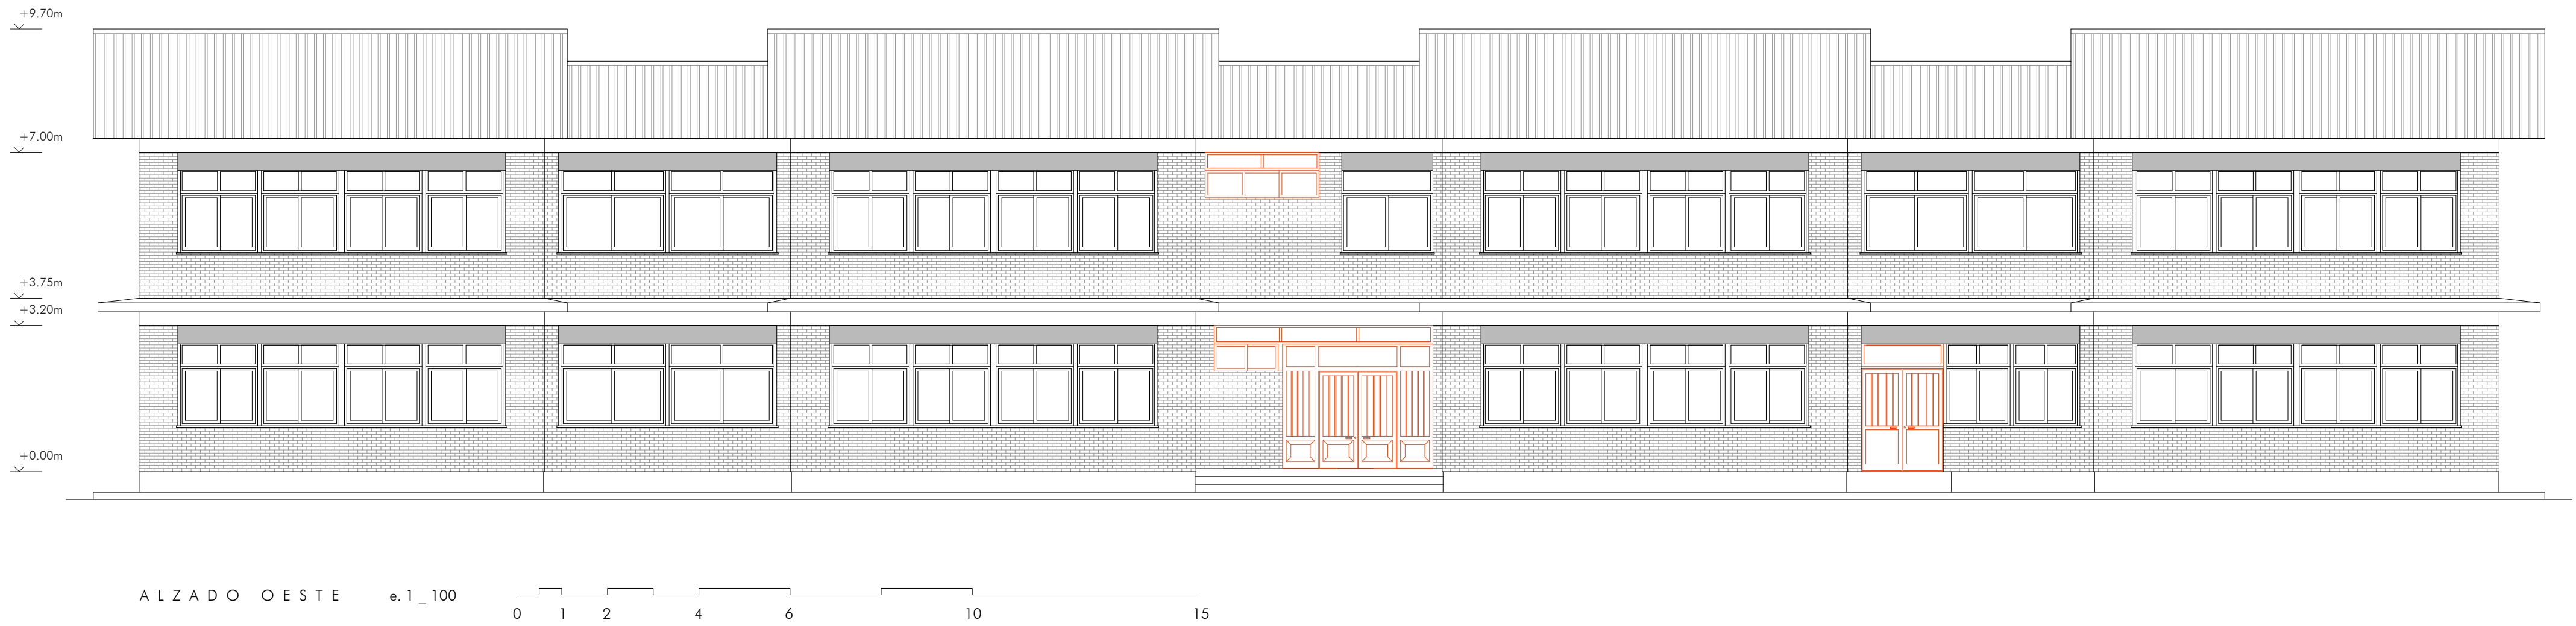 +9.70m
+7.00m
+3.75m
+3.20m
+0.00m
ALZADO OESTE e. 1_100
0 1 2 4 6 10 15